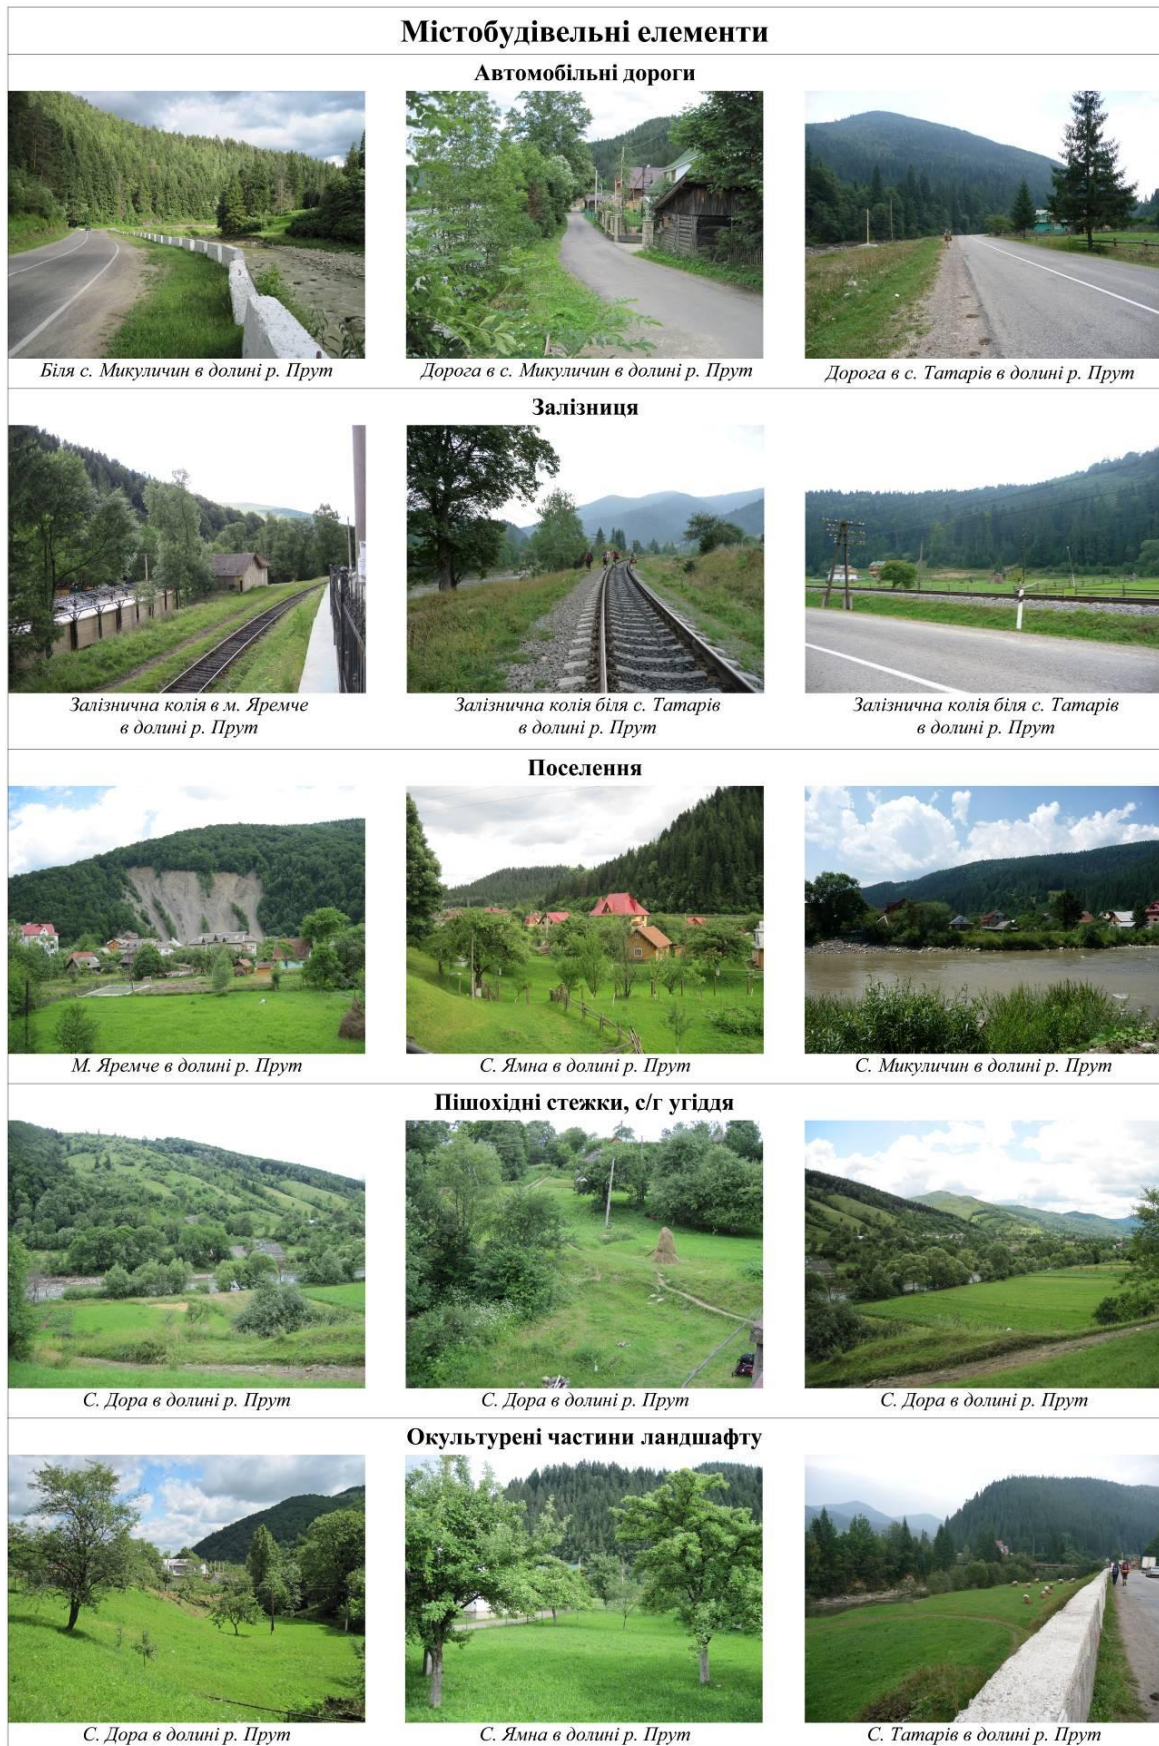 Містобудівельні елементи
Автомобільні дороги
Біля с. Микуличин в долині р. Прут
Дорога в с. Микуличин в долині р. Прут
Дорога в с. Татарів в долині р. Прут
Залізниця
Залізнична колія в м. Яремче
в долині р. Прут
Залізнична колія біля с. Татарів
в долині р. Прут
Залізнична колія біля с. Татарів
в долині р. Прут
Поселення
М. Яремче в долині р. Прут
С. Ямна в долині р. Прут
С. Микуличин в долині р. Прут
Пішохідні стежки, с/г угіддя
С. Дора в долині р. Прут
С. Дора в долині р. Прут
С. Дора в долині р. Прут
Окультурені частини ландшафту
С. Дора в долині р. Прут
С. Ямна в долині р. Прут
С. Татарів в долині р. Прут